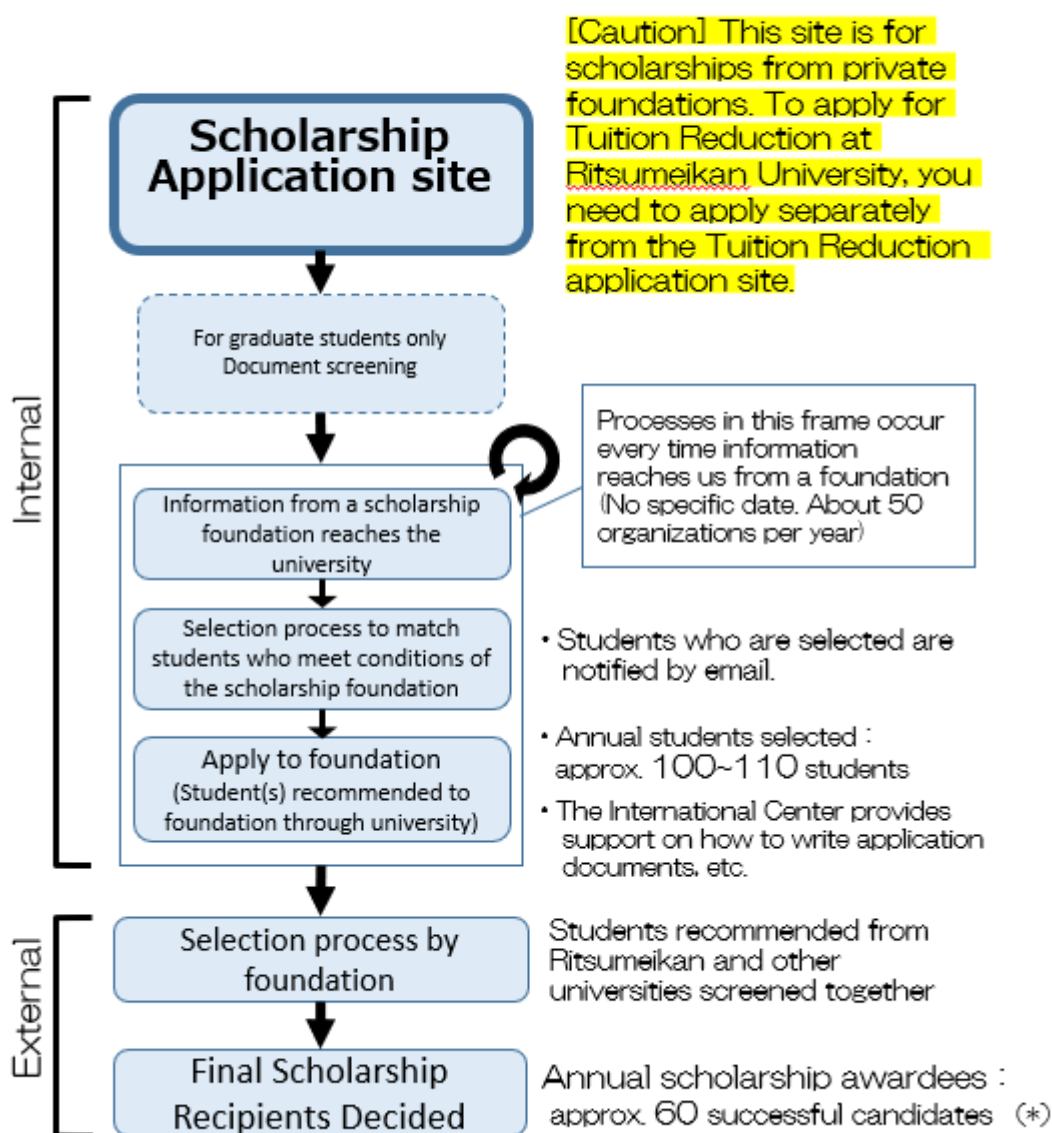 [Caution] This site is for
scholarships from private
foundations. To apply for
Tuition Reduction at
Ritsumeikan University, you
need to apply separately
from the Tuition Reduction
application site.
Internal
Scholarship
Application site
For graduate students only
Document screening
Processes in this frame occur
every time information
reaches us from a foundation
(No specific date. About 50
organizations per year)
Information from a scholarship
foundation reaches the
university
Selection process to match
students who meet conditions of
the scholarship foundation
・Students who are selected are
notified by email.
Apply to foundation
(Student(s) recommended to
foundation through university)
・Annual students selected：
approx. 100~110 students
・The International Center provides
support on how to write application
documents, etc.
External
Selection process by
foundation
Students recommended from
Ritsumeikan and other
universities screened together
Final Scholarship
Recipients Decided
Annual scholarship awardees：
approx. 60 successful candidates (*)